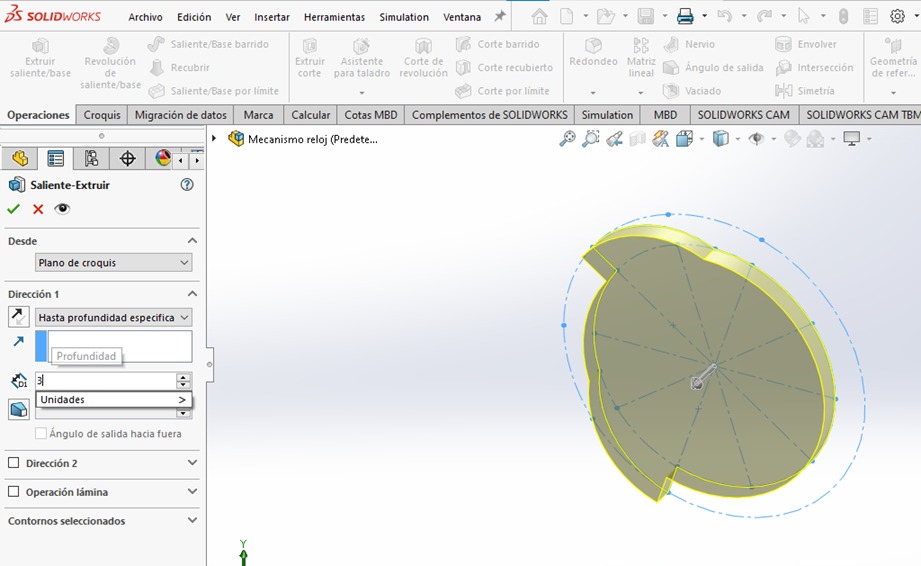 SOLIDWORKS Archivo Edición Ver Insertar Herramientas Simulation Ventana
Extruir saliente/base
Revolución de saliente/base
Saliente/Base barrido
Recubrir
Saliente/Base por límite
Extruir corte
Asistente para taladro
Corte de revolución
Corte barrido
Corte recubierto
Corte por límite
Redondeo
Matriz lineal
Nervio
Ángulo de salida
Vaciado
Envolver
Intersección
Simetría
Geometría de refer...
Operaciones Croquis Migración de datos Marca Calcular Cotas MBD Complementos de SOLIDWORKS Simulation MBD SOLIDWORKS CAM SOLIDWORKS CAM TBM
Mecanismo reloj (Predete...
Saliente-Extruir
Desde
Plano de croquis
Dirección 1
Hasta profundidad especifica
Profundidad
D1
3
Unidades >
Ángulo de salida hacia fuera
Dirección 2
Operación lámina
Contornos seleccionados
Y